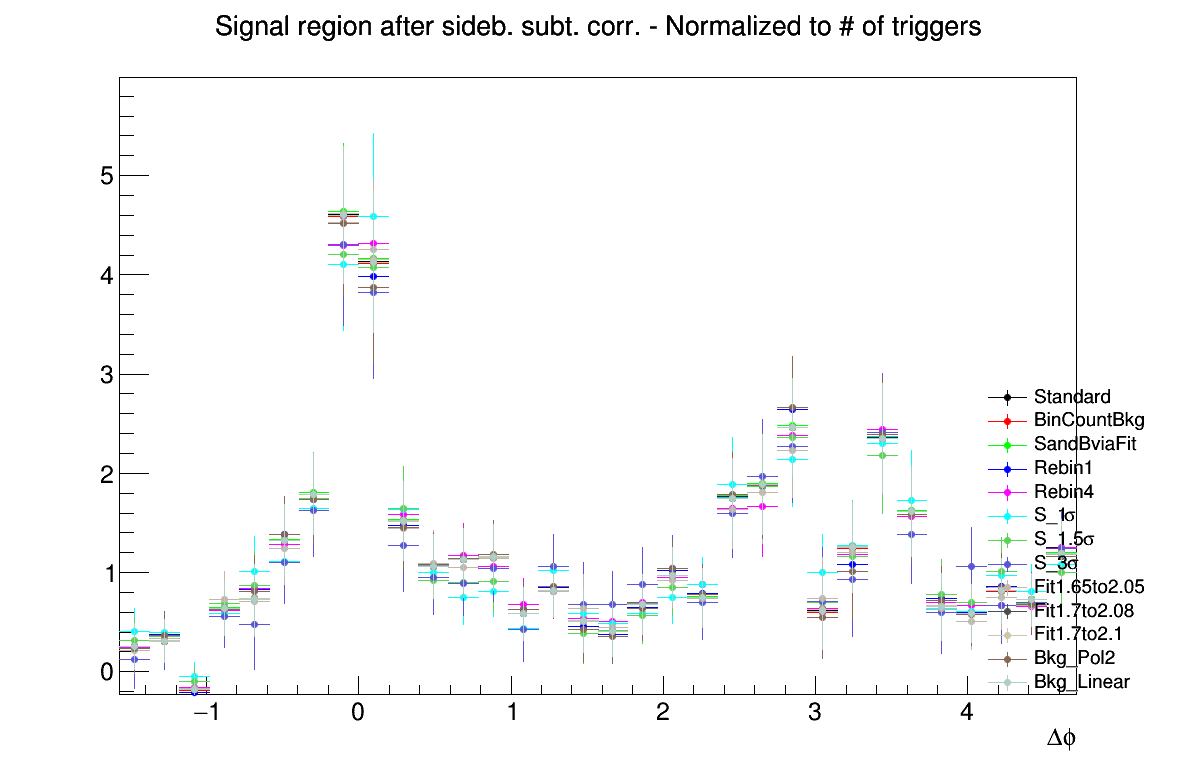 Signal region after sideb. subt. corr. - Normalized to # of triggers
5
4
3
2
1
0
−1
0
1
2
3
4
Δϕ
Standard
BinCountBkg
SandBviaFit
Rebin1
Rebin4
S_1σ
S_1.5σ
S_3σ
Fit1.65to2.05
Fit1.7to2.08
Fit1.7to2.1
Bkg_Pol2
Bkg_Linear